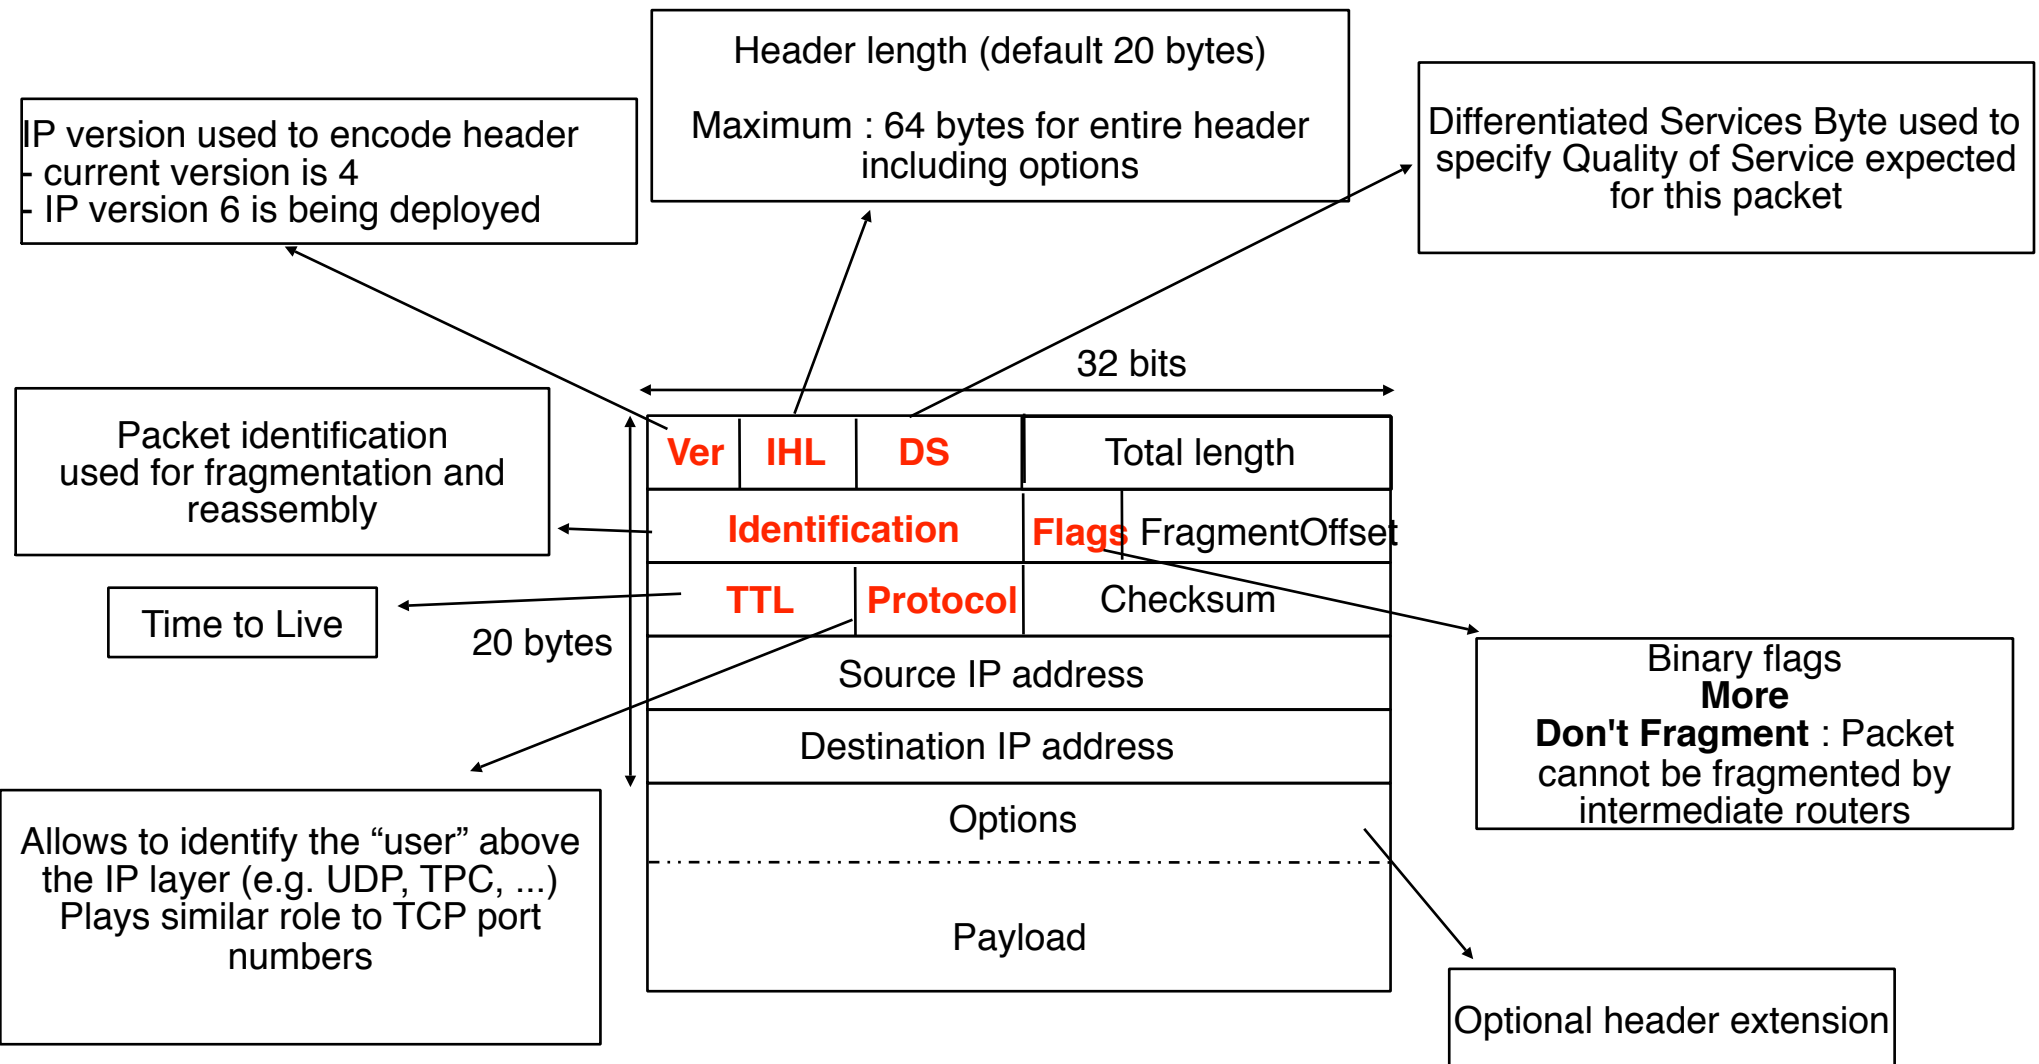 Header length (default 20 bytes)
Maximum : 64 bytes for entire header
including options
IP version used to encode header
- current version is 4
- IP version 6 is being deployed
Differentiated Services Byte used to
specify Quality of Service expected
for this packet
32 bits
Packet identification
used for fragmentation and
reassembly
Ver IHL DS Total length
Identification Flags FragmentOffset
TTL Protocol Checksum
Time to Live
20 bytes
Source IP address
Destination IP address
Options
Payload
Binary flags
More
Don't Fragment : Packet
cannot be fragmented by
intermediate routers
Allows to identify the “user” above
the IP layer (e.g. UDP, TPC, ...)
Plays similar role to TCP port
numbers
Optional header extension